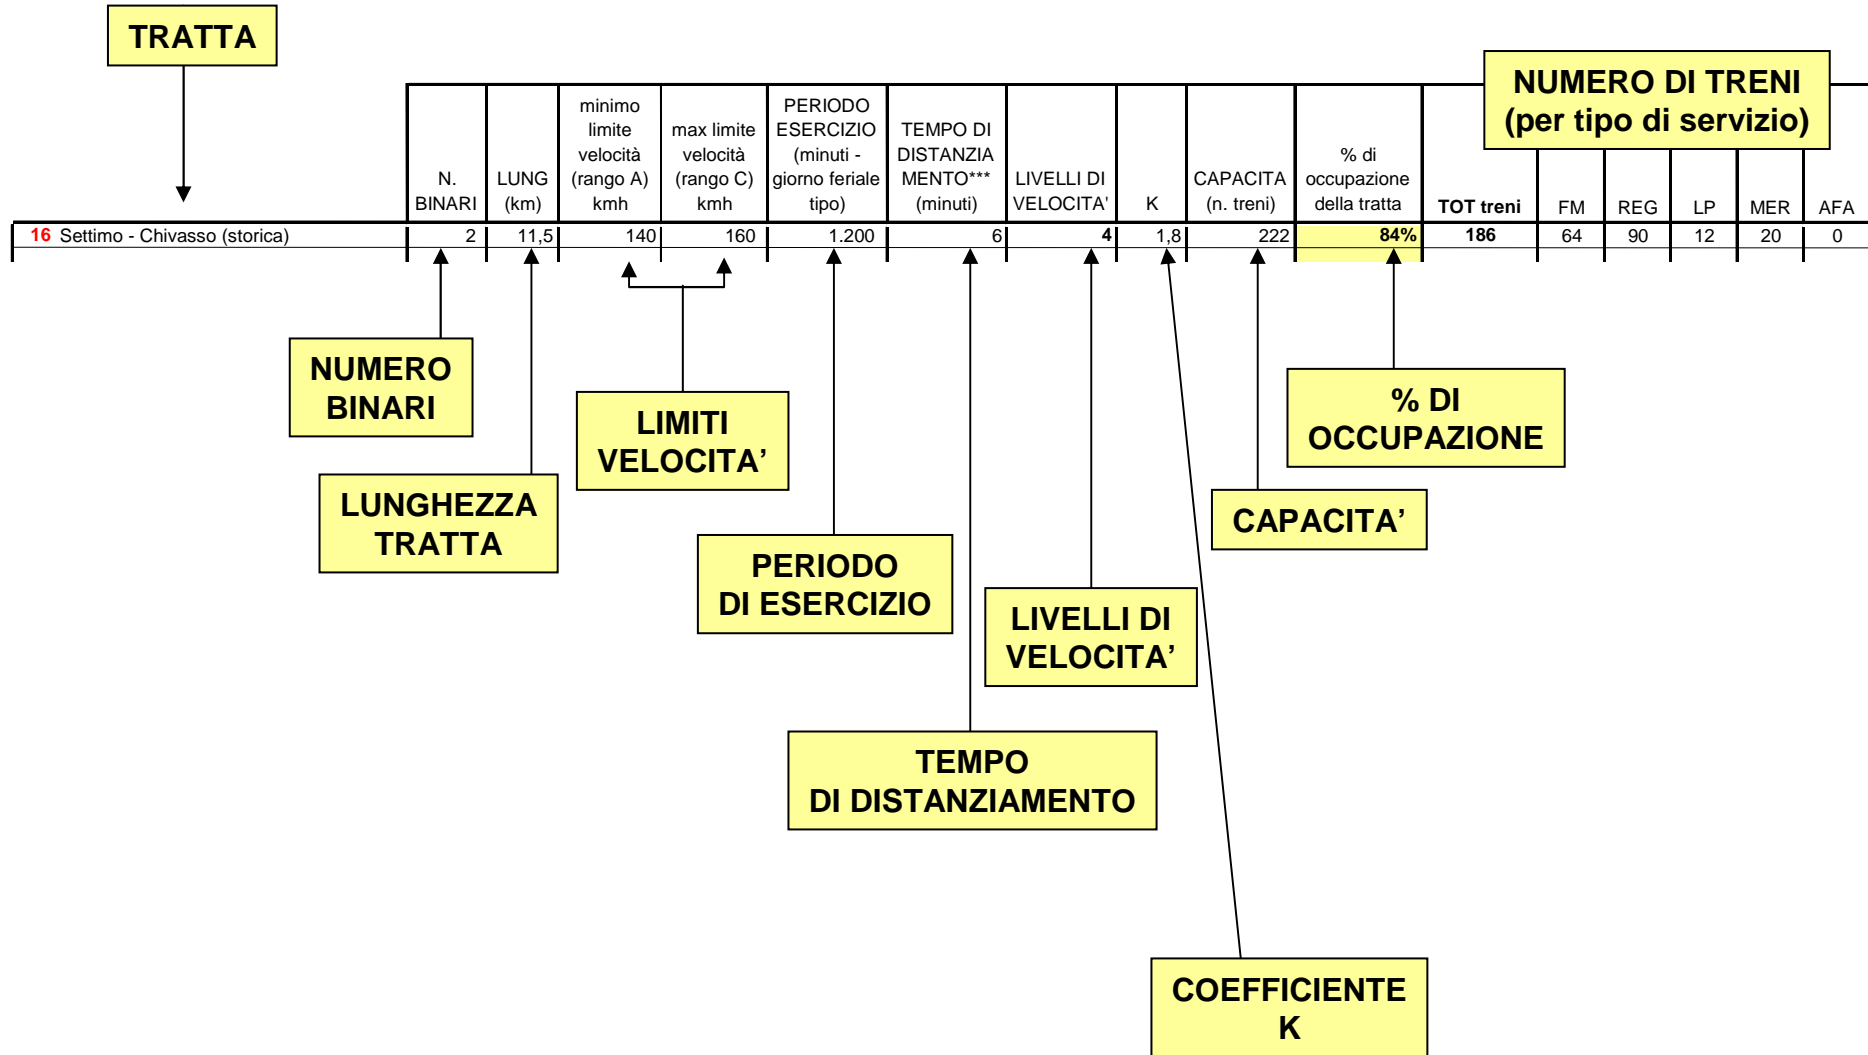 TRATTA
NUMERO DI TRENI
(per tipo di servizio)
N.
BINARI
LUNG
(km)
minimo
limite
velocità
(rango A)
kmh
max limite
velocità
(rango C)
kmh
PERIODO
ESERCIZIO
(minuti -
giorno feriale
tipo)
TEMPO DI
DISTANZIA
MENTO***
(minuti)
LIVELLI DI
VELOCITA'
K
CAPACITA
(n. treni)
% di
occupazione
della tratta
TOT treni
FM
REG
LP
MER
AFA
16 Settimo - Chivasso (storica) 2 11,5 140 160 1.200 6 4 1,8 222 84% 186 64 90 12 20 0
NUMERO
BINARI
LIMITI
VELOCITA’
% DI
OCCUPAZIONE
LUNGHEZZA
TRATTA
CAPACITA’
PERIODO
DI ESERCIZIO
LIVELLI DI
VELOCITA’
TEMPO
DI DISTANZIAMENTO
COEFFICIENTE
K